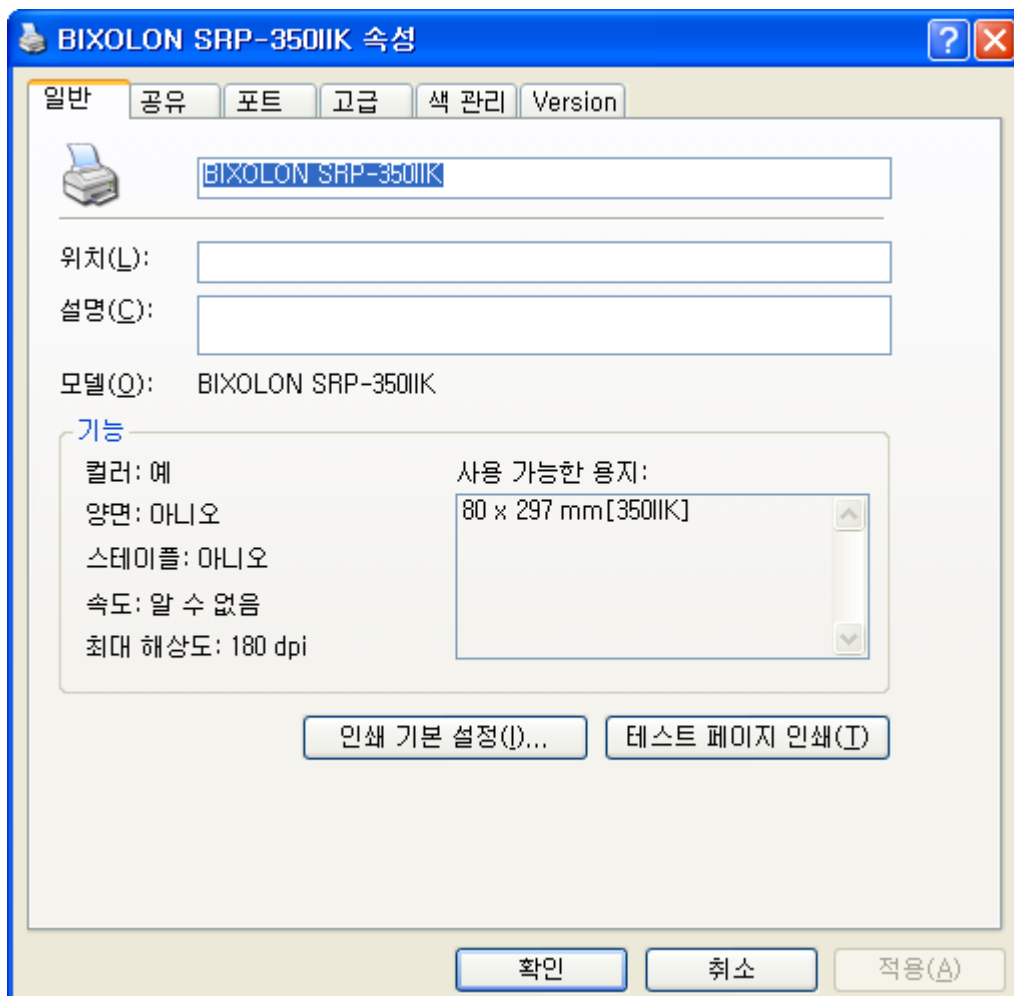 BIXOLON SRP-350IIK 속성
일반 공유 포트 고급 색 관리 Version
BIXOLON SRP-350IIK
위치(L):
설명(C):
모델(O): BIXOLON SRP-350IIK
기능
컬러: 예
양면: 아니오
스테이플: 아니오
속도: 알 수 없음
최대 해상도: 180 dpi
사용 가능한 용지:
80 x 297 mm[350IIK]
인쇄 기본 설정(I)... 테스트 페이지 인쇄(T)
확인 취소 적용(A)